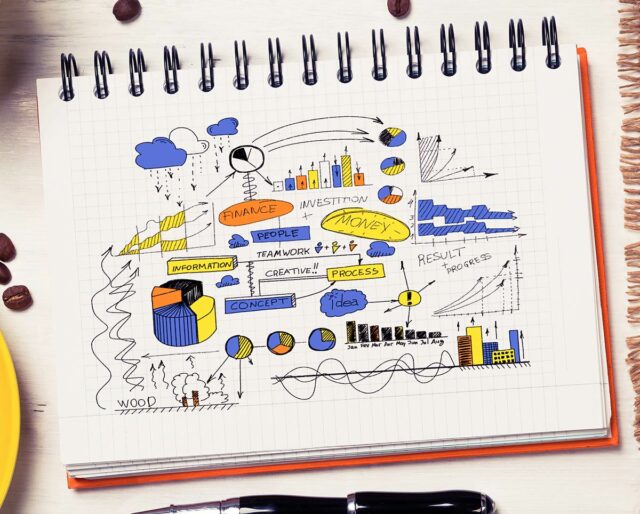 FINANCE
INVESTITION
+
MONEY
PEOPLE
TEAMWORK
+ +
INFORMATION
CREATIVE!!
PROCESS
RESULT
+ PROGRESS
CONCEPT
idea
!
Jan Fev Mar Apr May Jun Jul Aug
WOOD